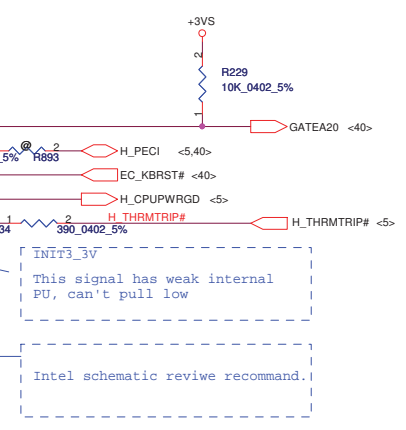 +3VS
2
R229
10K_0402_5%
1
GATEA20 <40>
@
2
5%
R893
H_PECI <5,40>
EC_KBRST# <40>
H_CPUPWRGD <5>
1
2
H_THRMTRIP#
H_THRMTRIP# <5>
34
390_0402_5%
INIT3_3V
This signal has weak internal
PU, can't pull low
Intel schematic reviwe recommand.